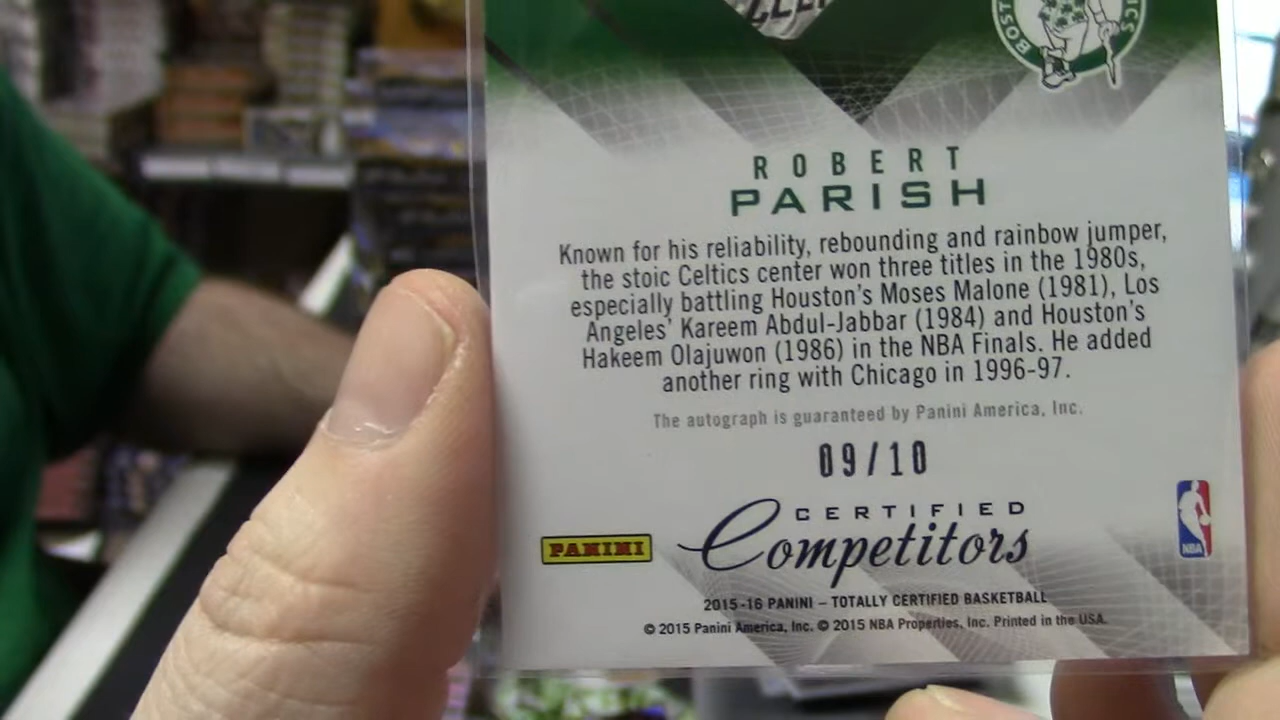 BOST
ICS
ROBERT
PARISH
Known for his reliability, rebounding and rainbow jumper,
the stoic Celtics center won three titles in the 1980s,
especially battling Houston's Moses Malone (1981), Los
Angeles' Kareem Abdul-Jabbar (1984) and Houston's
Hakeem Olajuwon (1986) in the NBA Finals. He added
another ring with Chicago in 1996-97.
The autograph is guaranteed by Panini America, Inc.
09/10
CERTIFIED
Competitors
PANINI
NBA
2015-16 PANINI – TOTALLY CERTIFIED BASKETBALL
© 2015 Panini America, Inc. © 2015 NBA Properties, Inc. Printed in the USA.